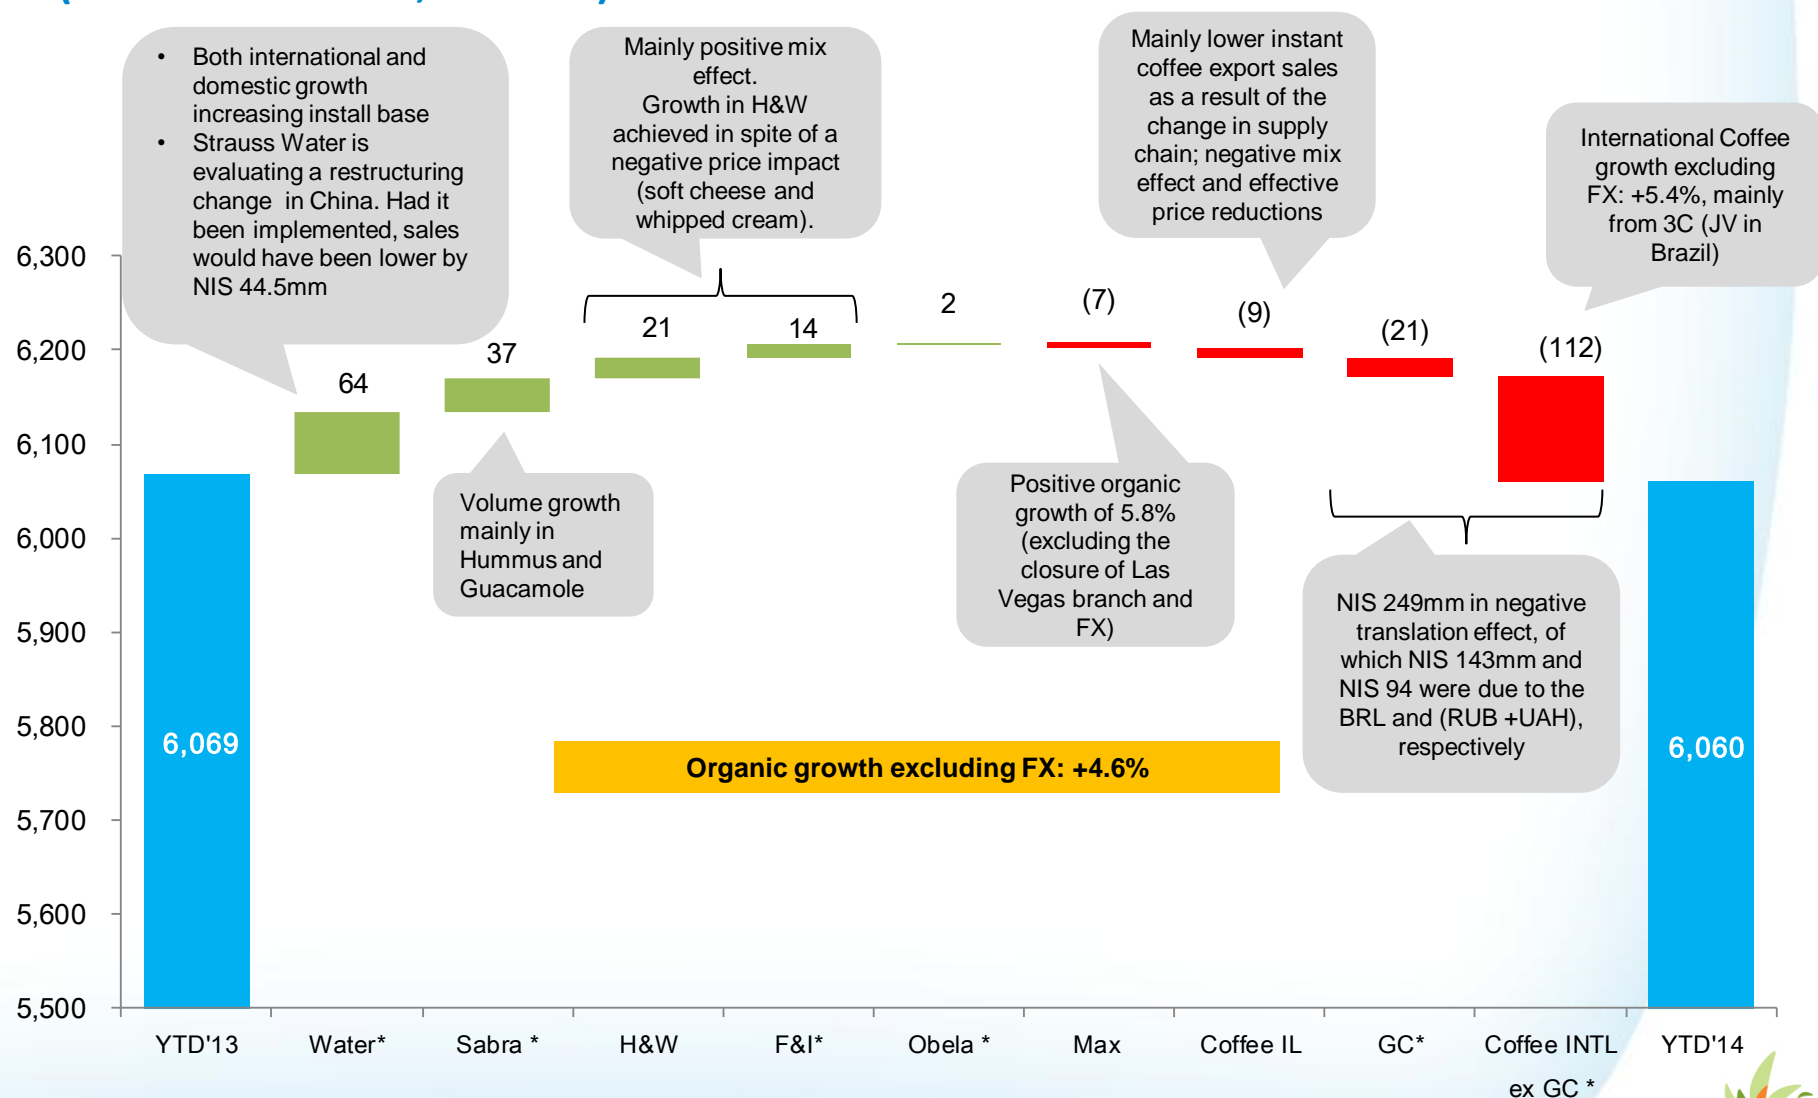 • Both international and
domestic growth
increasing install base
• Strauss Water is
evaluating a restructuring
change in China. Had it
been implemented, sales
would have been lower by
NIS 44.5mm
Mainly positive mix
effect.
Growth in H&W
achieved in spite of a
negative price impact
(soft cheese and
whipped cream).
Mainly lower instant
coffee export sales
as a result of the
change in supply
chain; negative mix
effect and effective
price reductions
International Coffee
growth excluding
FX: +5.4%, mainly
from 3C (JV in
Brazil)
6,300
6,200
6,100
6,000
5,900
5,800
5,700
5,600
5,500
64
37
21
14
2
(7)
(9)
(21)
(112)
Volume growth
mainly in
Hummus and
Guacamole
Positive organic
growth of 5.8%
(excluding the
closure of Las
Vegas branch and
FX)
NIS 249mm in negative
translation effect, of
which NIS 143mm and
NIS 94 were due to the
BRL and (RUB +UAH),
respectively
6,069
Organic growth excluding FX: +4.6%
6,060
YTD'13
Water*
Sabra *
H&W
F&I*
Obela *
Max
Coffee IL
GC*
Coffee INTL
ex GC *
YTD'14